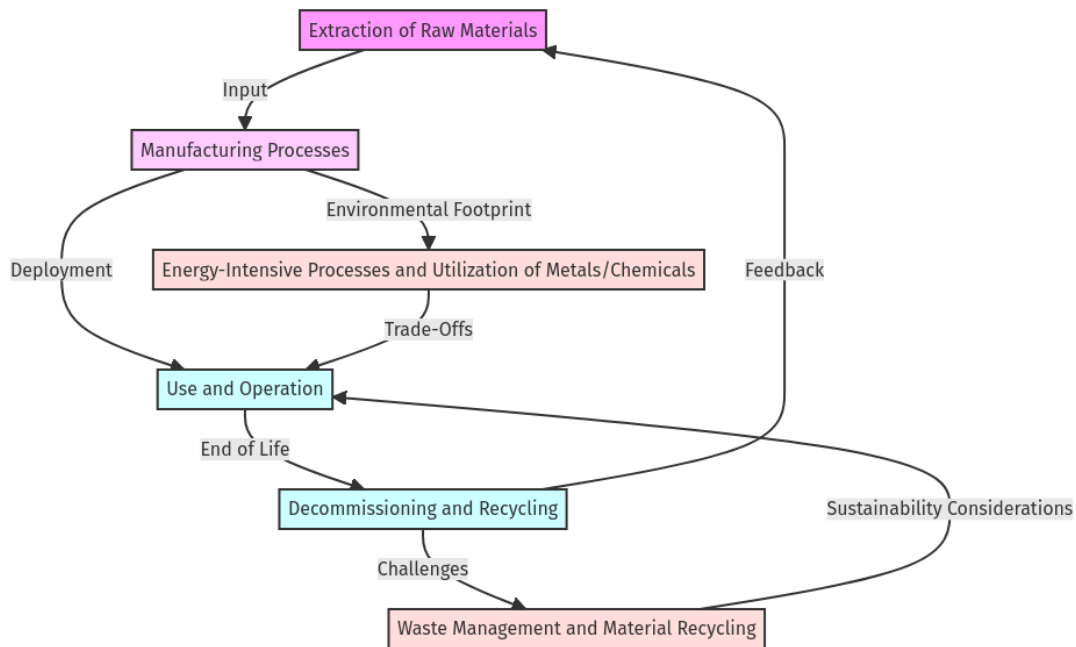 Extraction of Raw Materials
Input
Manufacturing Processes
Environmental Footprint
Deployment
Energy-Intensive Processes and Utilization of Metals/Chemicals
Feedback
Trade-Offs
Use and Operation
End of Life
Decommissioning and Recycling
Sustainability Considerations
Challenges
Waste Management and Material Recycling